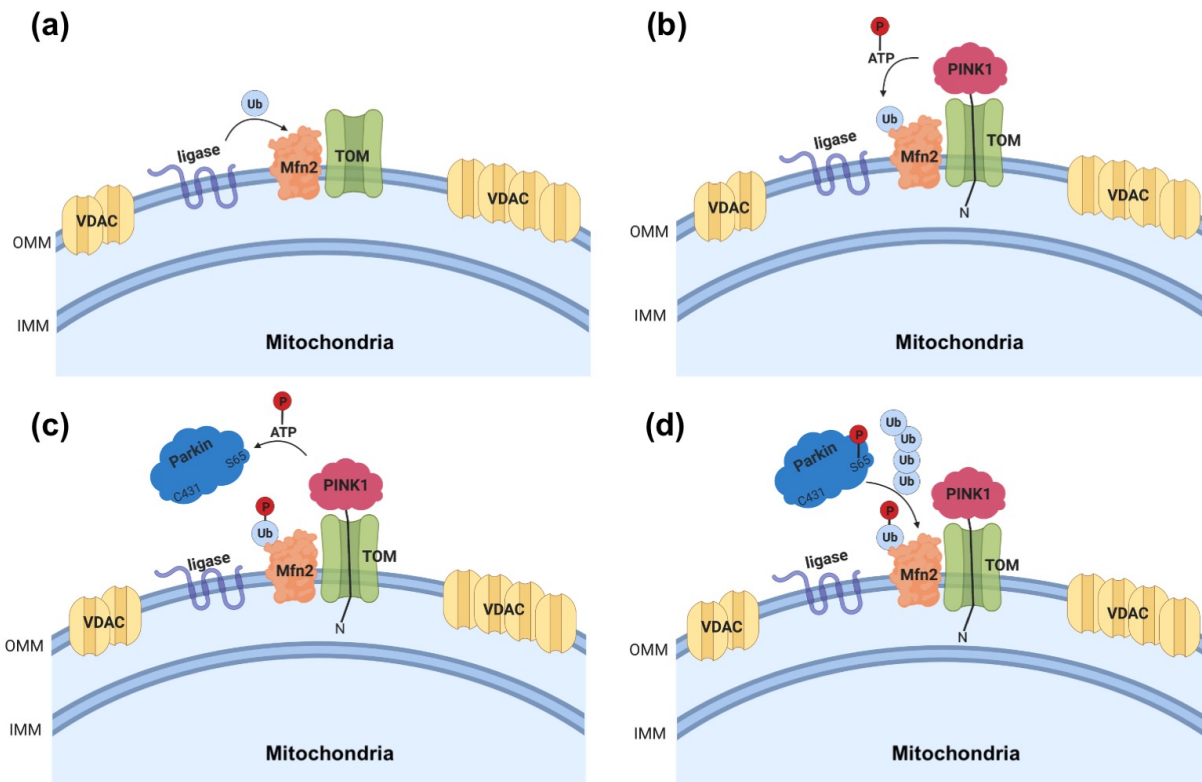 (a)
Ub
ligase
Mfn2
TOM
VDAC
VDAC
OMM
IMM
Mitochondria
(b)
P
ATP
PINK1
Ub
ligase
Mfn2
TOM
VDAC
VDAC
N
OMM
IMM
Mitochondria
(c)
P
ATP
Parkin
S65
C431
PINK1
P
Ub
ligase
Mfn2
TOM
VDAC
VDAC
N
OMM
IMM
Mitochondria
(d)
P
Parkin
S65
C431
Ub
Ub
Ub
Ub
PINK1
P
Ub
ligase
Mfn2
TOM
VDAC
VDAC
N
OMM
IMM
Mitochondria